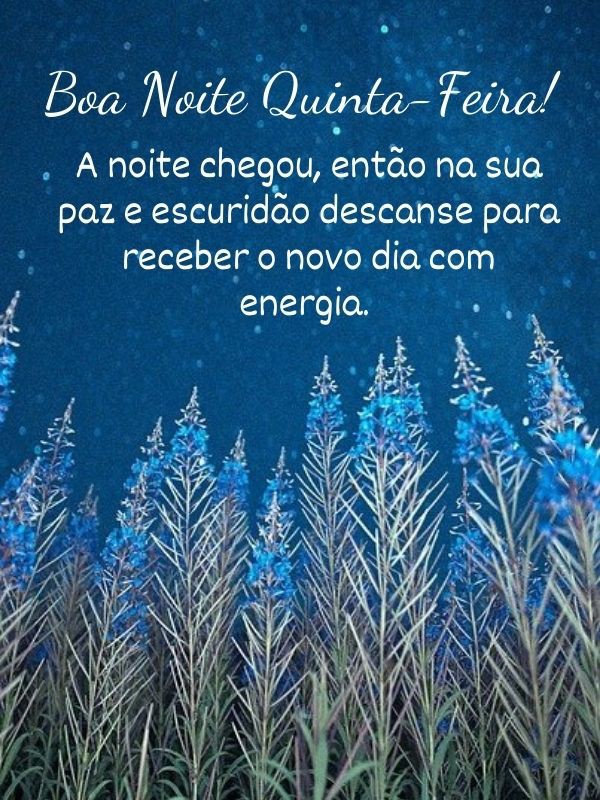 Boa Noite Quinta-Feira!
A noite chegou, então na sua
paz e escuridão descanse para
receber o novo dia com
energia.